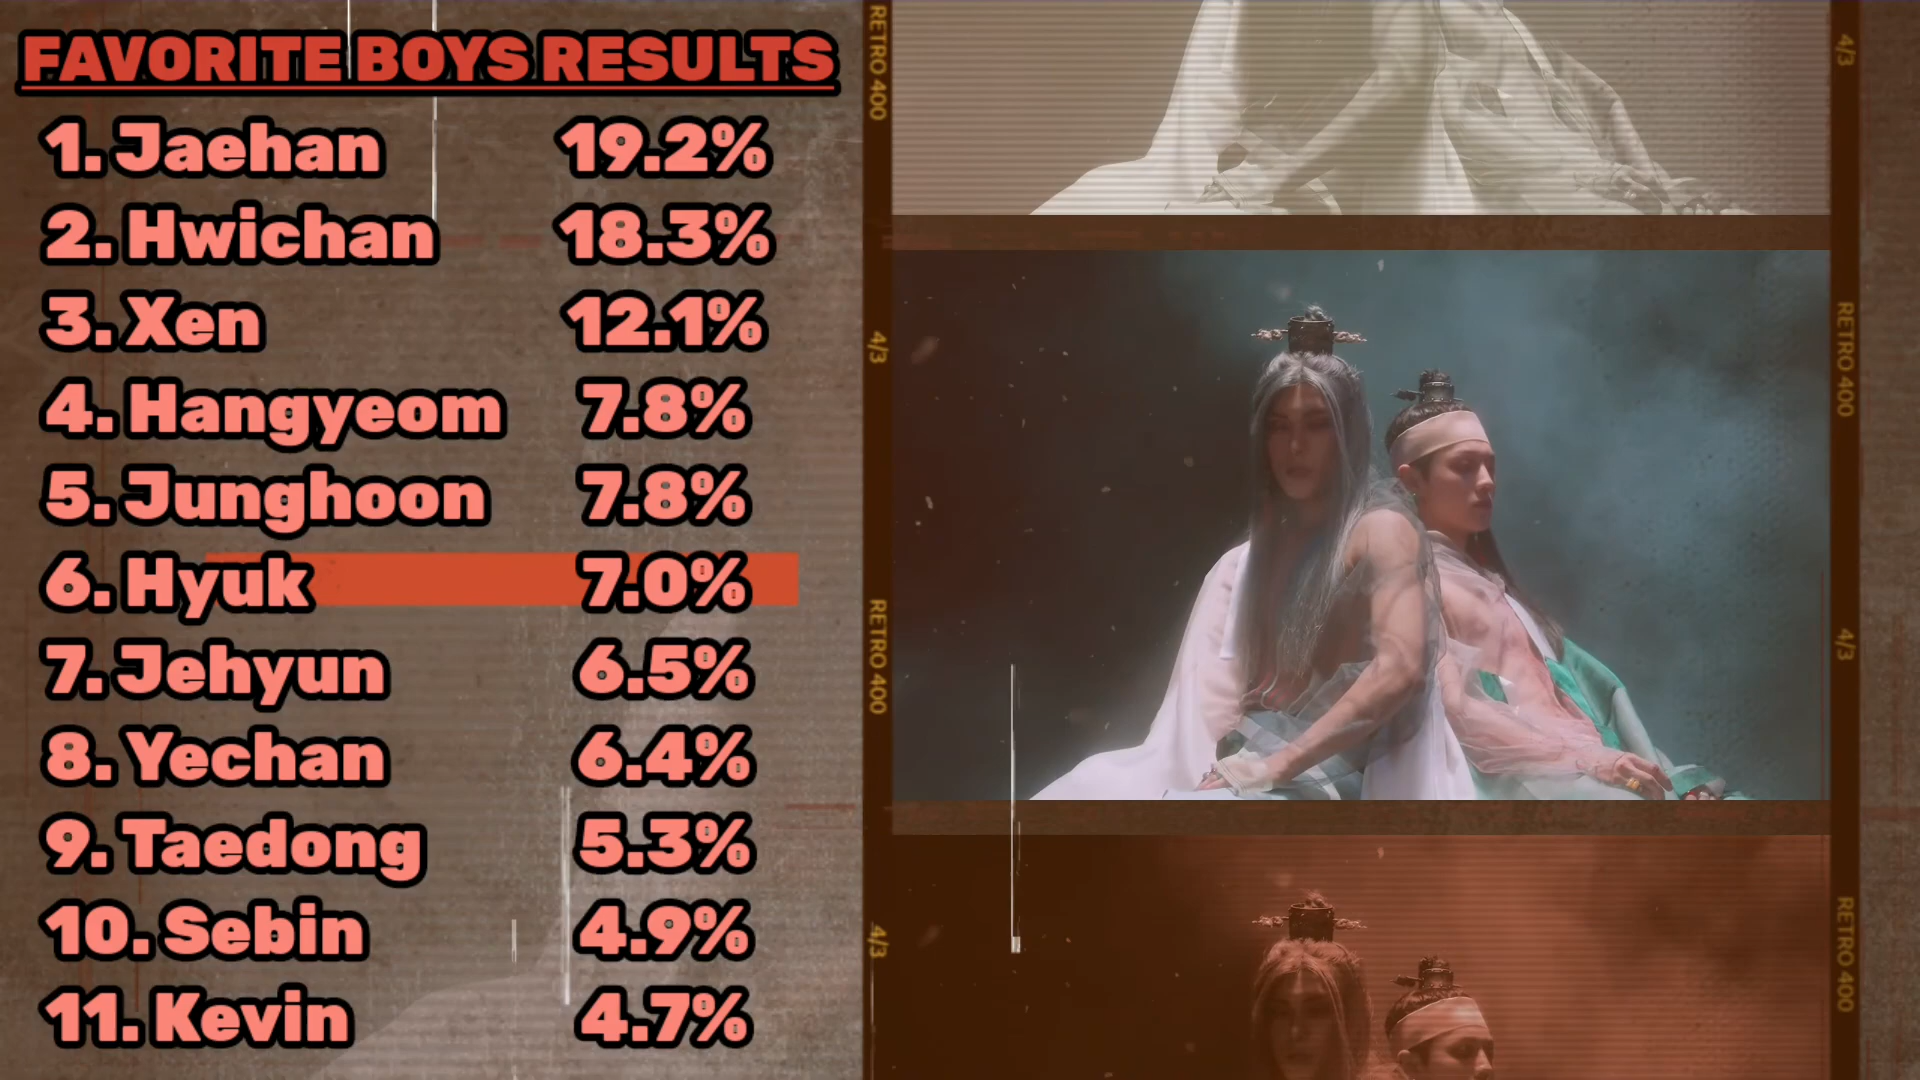 FAVORITE BOYS RESULTS
1. Jaehan 19.2%
2. Hwichan 18.3%
3. Xen 12.1%
4. Hangyeom 7.8%
5. Junghoon 7.8%
6. Hyuk 7.0%
7. Jehyun 6.5%
8. Yechan 6.4%
9. Taedong 5.3%
10. Sebin 4.9%
11. Kevin 4.7%
RETRO 400
4/3
RETRO 400
4/3
4/3
RETRO 400
4/3
RETRO 400